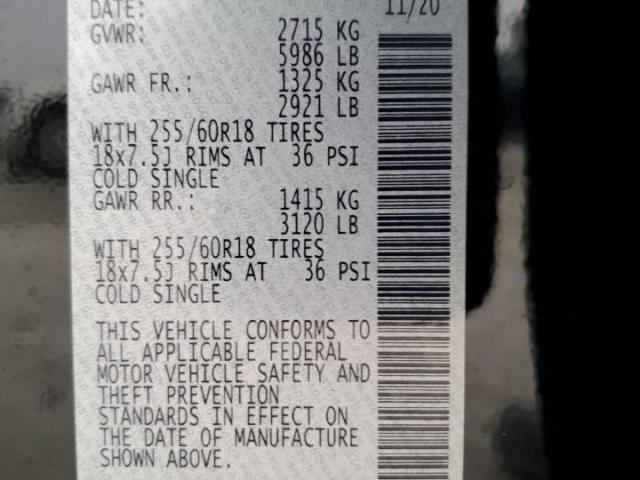 DATE: 11/20
GVWR: 2715 KG
5986 LB
GAWR FR.: 1325 KG
2921 LB
WITH 255/60R18 TIRES
18x7.5J RIMS AT 36 PSI
COLD SINGLE
GAWR RR.: 1415 KG
3120 LB
WITH 255/60R18 TIRES
18x7.5J RIMS AT 36 PSI
COLD SINGLE
THIS VEHICLE CONFORMS TO
ALL APPLICABLE FEDERAL
MOTOR VEHICLE SAFETY AND
THEFT PREVENTION
STANDARDS IN EFFECT ON
THE DATE OF MANUFACTURE
SHOWN ABOVE.